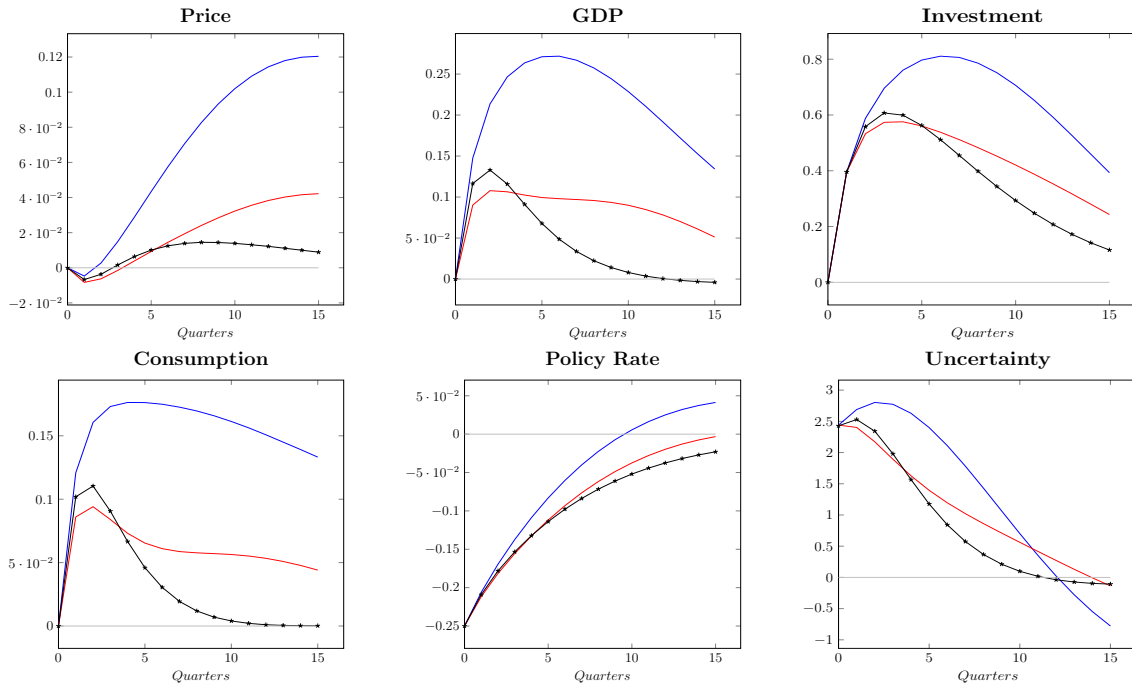 Price
0.12
0.1
8 · 10⁻²
6 · 10⁻²
4 · 10⁻²
2 · 10⁻²
0
−2 · 10⁻²
0 5 10 15
Quarters
GDP
0.25
0.2
0.15
0.1
5 · 10⁻²
0
0 5 10 15
Quarters
Investment
0.8
0.6
0.4
0.2
0
0 5 10 15
Quarters
Consumption
0.15
0.1
5 · 10⁻²
0
0 5 10 15
Quarters
Policy Rate
5 · 10⁻²
0
−5 · 10⁻²
−0.1
−0.15
−0.2
−0.25
0 5 10 15
Quarters
Uncertainty
3
2.5
2
1.5
1
0.5
0
−0.5
−1
0 5 10 15
Quarters